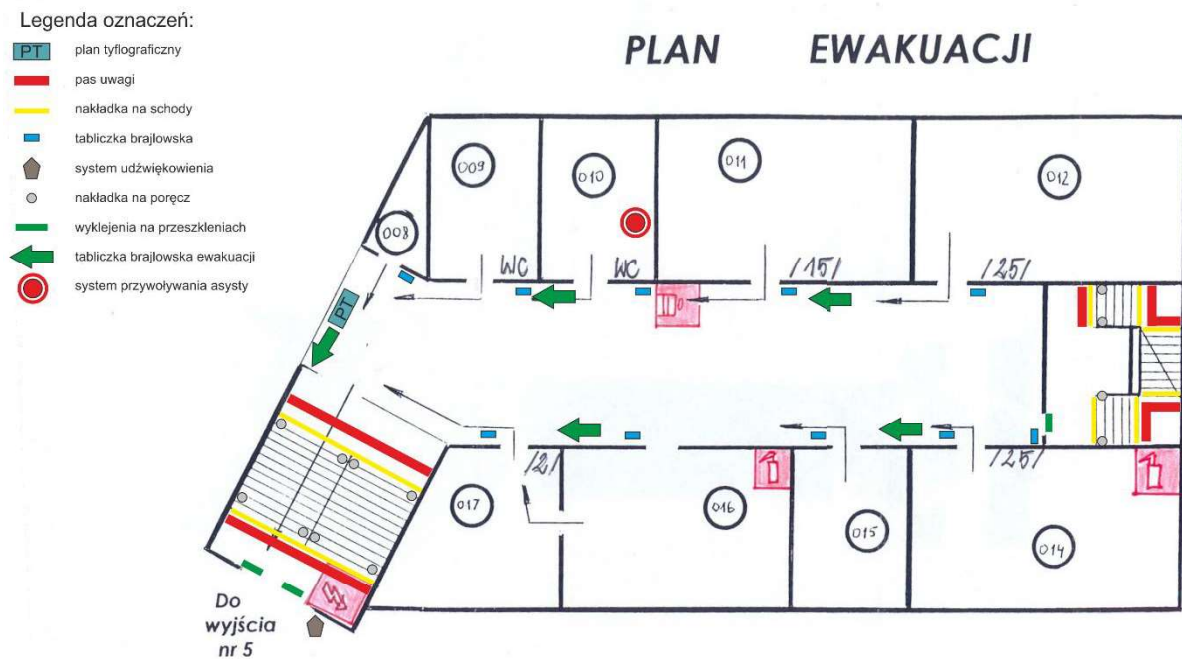 Legenda oznaczeń:
PT plan tyflograficzny
pas uwagi
nakładka na schody
tabliczka brajlowska
system udźwiękowienia
nakładka na poręcz
wyklejenia na przeszkleniach
tabliczka brajlowska ewakuacji
system przywoływania asysty
PLAN EWAKUACJI
009
010
011
012
008
WC
WC
/15/
/25/
PT
/2/
/25/
017
016
015
014
Do
wyjścia
nr 5